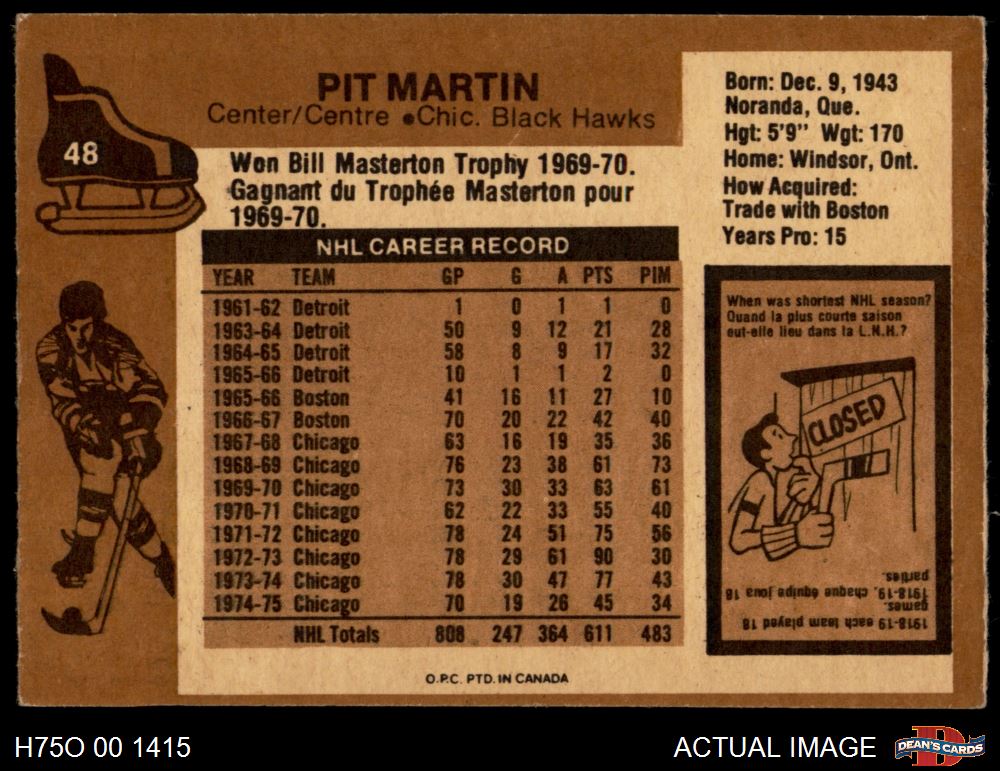 48
PIT MARTIN
Center/Centre •Chic. Black Hawks
Won Bill Masterton Trophy 1969-70.
Gagnant du Trophée Masterton pour
1969-70.
Born: Dec. 9, 1943
Noranda, Que.
Hgt: 5'9" Wgt: 170
Home: Windsor, Ont.
How Acquired:
Trade with Boston
Years Pro: 15
NHL CAREER RECORD
YEAR TEAM GP G A PTS PIM
1961-62 Detroit 1 0 1 1 0
1963-64 Detroit 50 9 12 21 28
1964-65 Detroit 58 8 9 17 32
1965-66 Detroit 10 1 1 2 0
1965-66 Boston 41 16 11 27 10
1966-67 Boston 70 20 22 42 40
1967-68 Chicago 63 16 19 35 36
1968-69 Chicago 76 23 38 61 73
1969-70 Chicago 73 30 33 63 61
1970-71 Chicago 62 22 33 55 40
1971-72 Chicago 78 24 51 75 56
1972-73 Chicago 78 29 61 90 30
1973-74 Chicago 78 30 47 77 43
1974-75 Chicago 70 19 26 45 34
NHL Totals 808 247 364 611 483
O.P.C. PTD. IN CANADA
When was shortest NHL season?
Quand la plus courte saison
eut-elle lieu dans la L.N.H.?
CLOSED
1918-19 each team played 18
games.
1918-19, chaque équipe joua 18
parties.
H75O 00 1415
ACTUAL IMAGE
D
DEAN'S CARDS